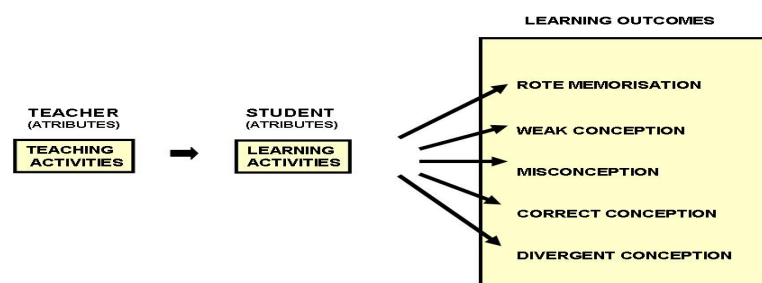 LEARNING OUTCOMES
TEACHER
(ATRIBUTES)
TEACHING
ACTIVITIES
STUDENT
(ATRIBUTES)
LEARNING
ACTIVITIES
ROTE MEMORISATION
WEAK CONCEPTION
MISCONCEPTION
CORRECT CONCEPTION
DIVERGENT CONCEPTION